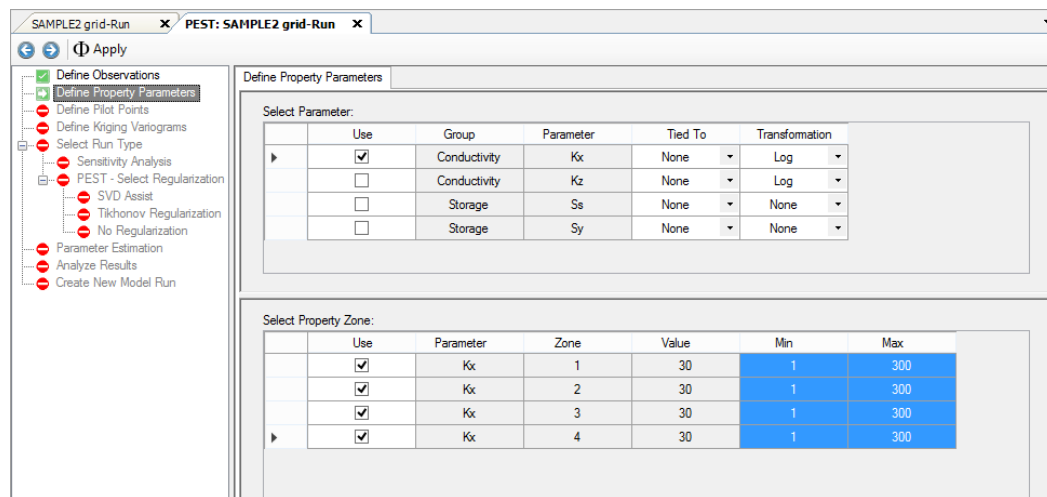 SAMPLE2 grid-Run x PEST: SAMPLE2 grid-Run x
Φ Apply
Define Observations
Define Property Parameters
Define Pilot Points
Define Kriging Variograms
Select Run Type
Sensitivity Analysis
PEST - Select Regularization
SVD Assist
Tikhonov Regularization
No Regularization
Parameter Estimation
Analyze Results
Create New Model Run
Define Property Parameters
Select Parameter:
Use Group Parameter Tied To Transformation
Conductivity Kx None Log
Conductivity Kz None Log
Storage Ss None None
Storage Sy None None
Select Property Zone:
Use Parameter Zone Value Min Max
Kx 1 30 1 300
Kx 2 30 1 300
Kx 3 30 1 300
Kx 4 30 1 300